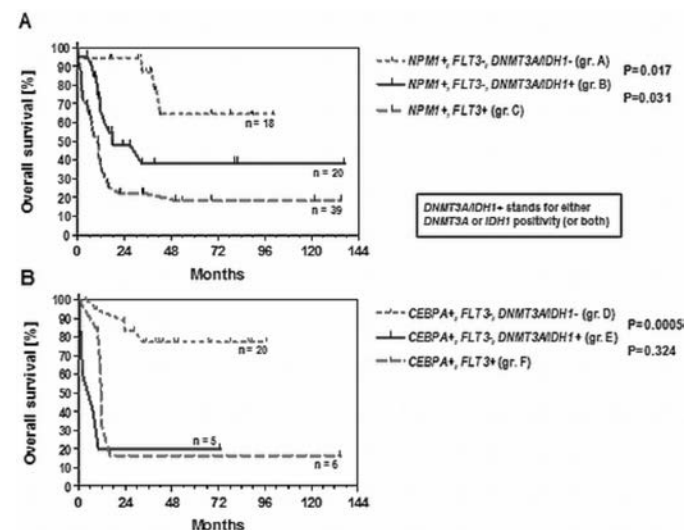 A
Overall survival [%]
100
90
80
70
60
50
40
30
20
10
0
n = 18
n = 20
n = 39
0 24 48 72 96 120 144
Months
NPM1+, FLT3-, DNMT3A/IDH1- (gr. A)
NPM1+, FLT3-, DNMT3A/IDH1+ (gr. B)
NPM1+, FLT3+ (gr. C)
P=0.017
P=0.031
DNMT3A/IDH1+ stands for either
DNMT3A or IDH1 positivity (or both)
B
Overall survival [%]
100
90
80
70
60
50
40
30
20
10
0
n = 20
n = 5
n = 6
0 24 48 72 96 120 144
Months
CEBPA+, FLT3-, DNMT3A/IDH1- (gr. D)
CEBPA+, FLT3-, DNMT3A/IDH1+ (gr. E)
CEBPA+, FLT3+ (gr. F)
P=0.0005
P=0.324